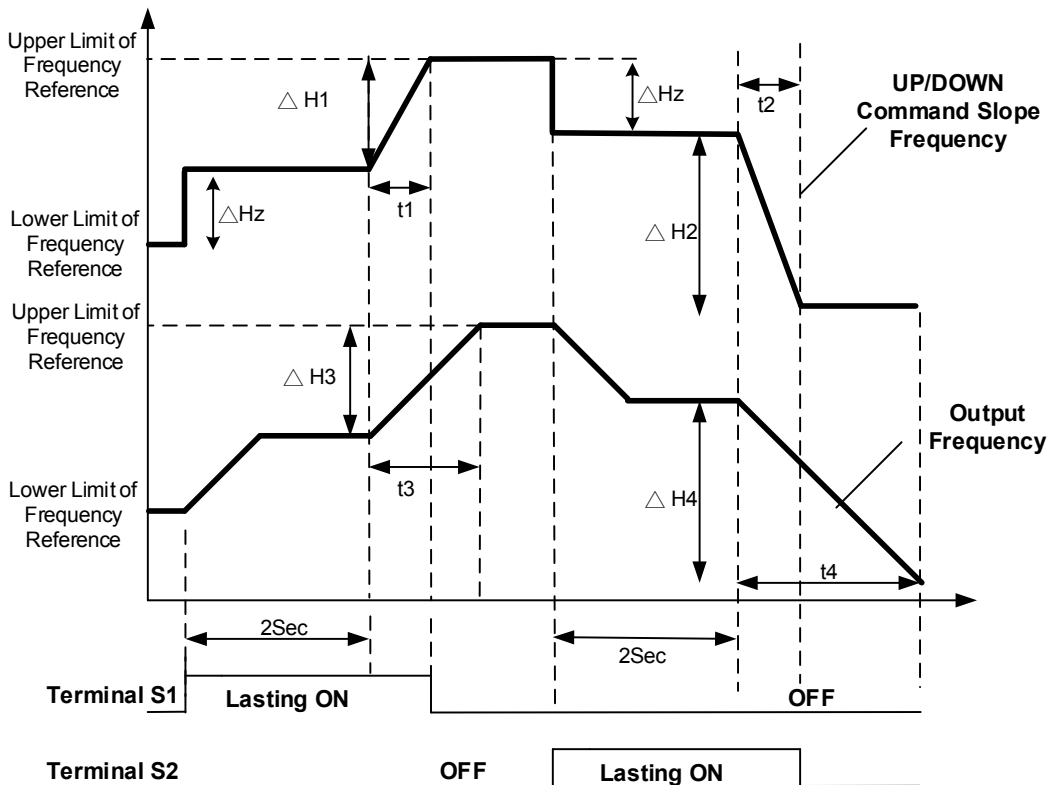 Upper Limit of
Frequency
Reference
△ H1
△Hz
t2
UP/DOWN
Command Slope
Frequency
t1
△Hz
Lower Limit of
Frequency
Reference
△ H2
Upper Limit of
Frequency
Reference
△ H3
Output
Frequency
t3
Lower Limit of
Frequency
Reference
△ H4
t4
2Sec
2Sec
Terminal S1
Lasting ON
OFF
Terminal S2
OFF
Lasting ON